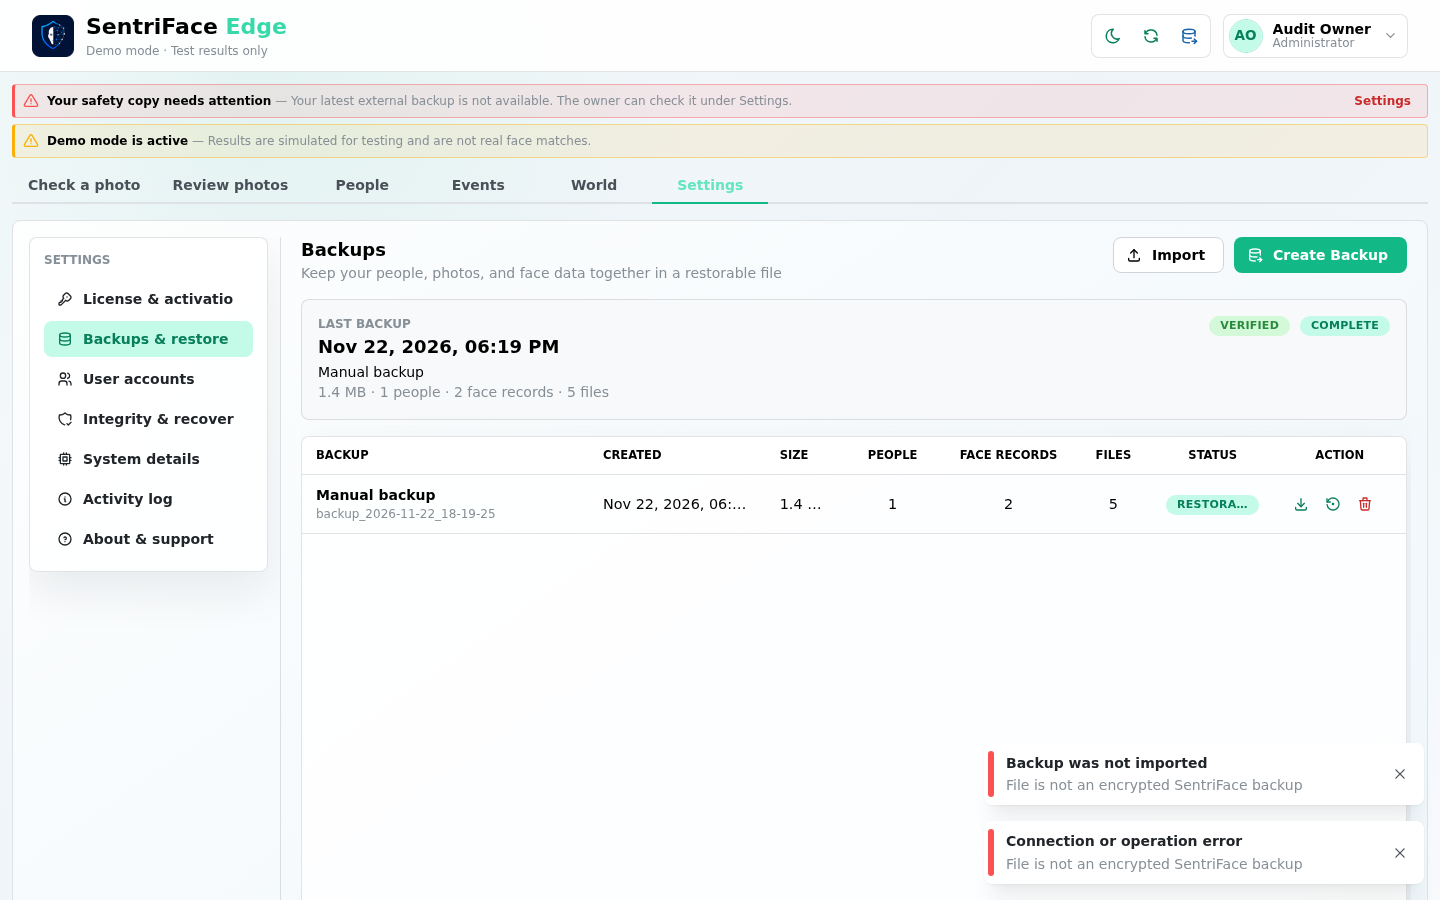 SentriFace Edge
Demo mode · Test results only
AO
Audit Owner
Administrator
Your safety copy needs attention — Your latest external backup is not available. The owner can check it under Settings.
Settings
Demo mode is active — Results are simulated for testing and are not real face matches.
Check a photo
Review photos
People
Events
World
Settings
SETTINGS
License & activatio
Backups & restore
User accounts
Integrity & recover
System details
Activity log
About & support
Backups
Keep your people, photos, and face data together in a restorable file
Import
Create Backup
LAST BACKUP
VERIFIED
COMPLETE
Nov 22, 2026, 06:19 PM
Manual backup
1.4 MB · 1 people · 2 face records · 5 files
BACKUP CREATED SIZE PEOPLE FACE RECORDS FILES STATUS ACTION
Manual backup
backup_2026-11-22_18-19-25
Nov 22, 2026, 06:... 1.4 ... 1 2 5 RESTORA...
Backup was not imported
File is not an encrypted SentriFace backup
Connection or operation error
File is not an encrypted SentriFace backup